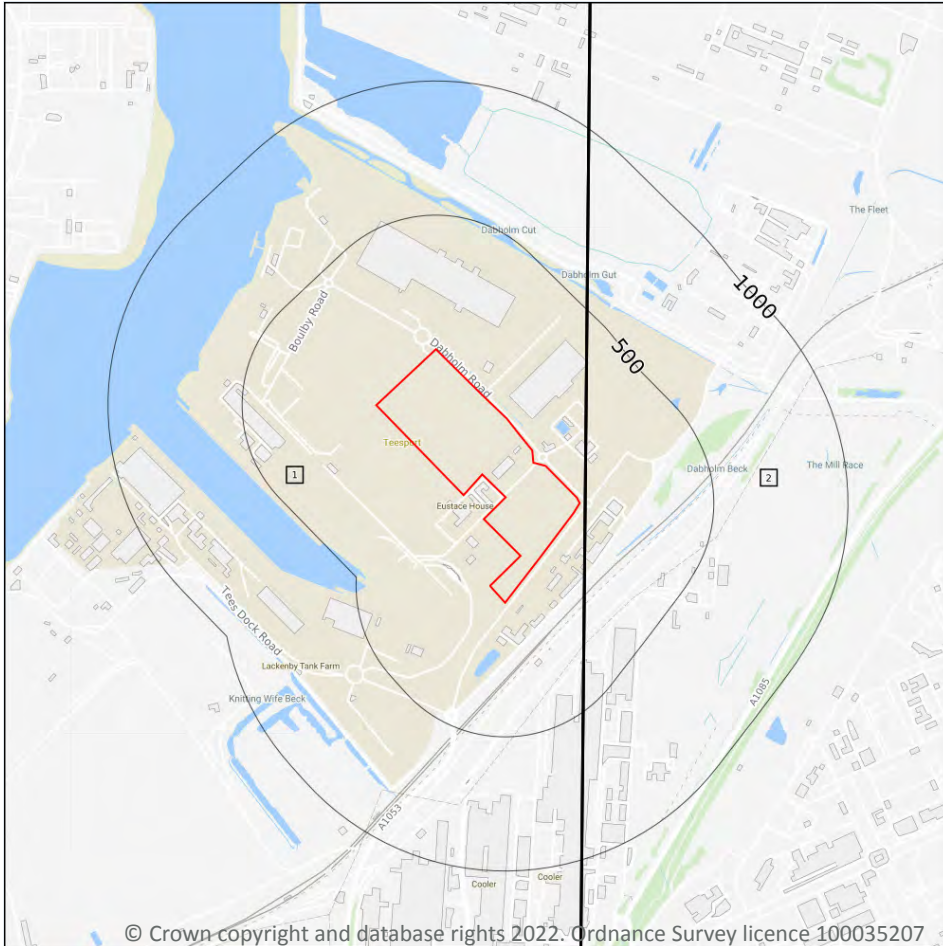 The Fleet
Dabholm Cut
Dabholm Gut
1000
Boulby Road
500
Dabholm Road
Teesport
1
Dabholm Beck
The Mill Race
2
Eustace House
Tees Dock Road
Lackenby Tank Farm
Knitting Wife Beck
A1085
A1053
Cooler
Cooler
© Crown copyright and database rights 2022. Ordnance Survey licence 100035207